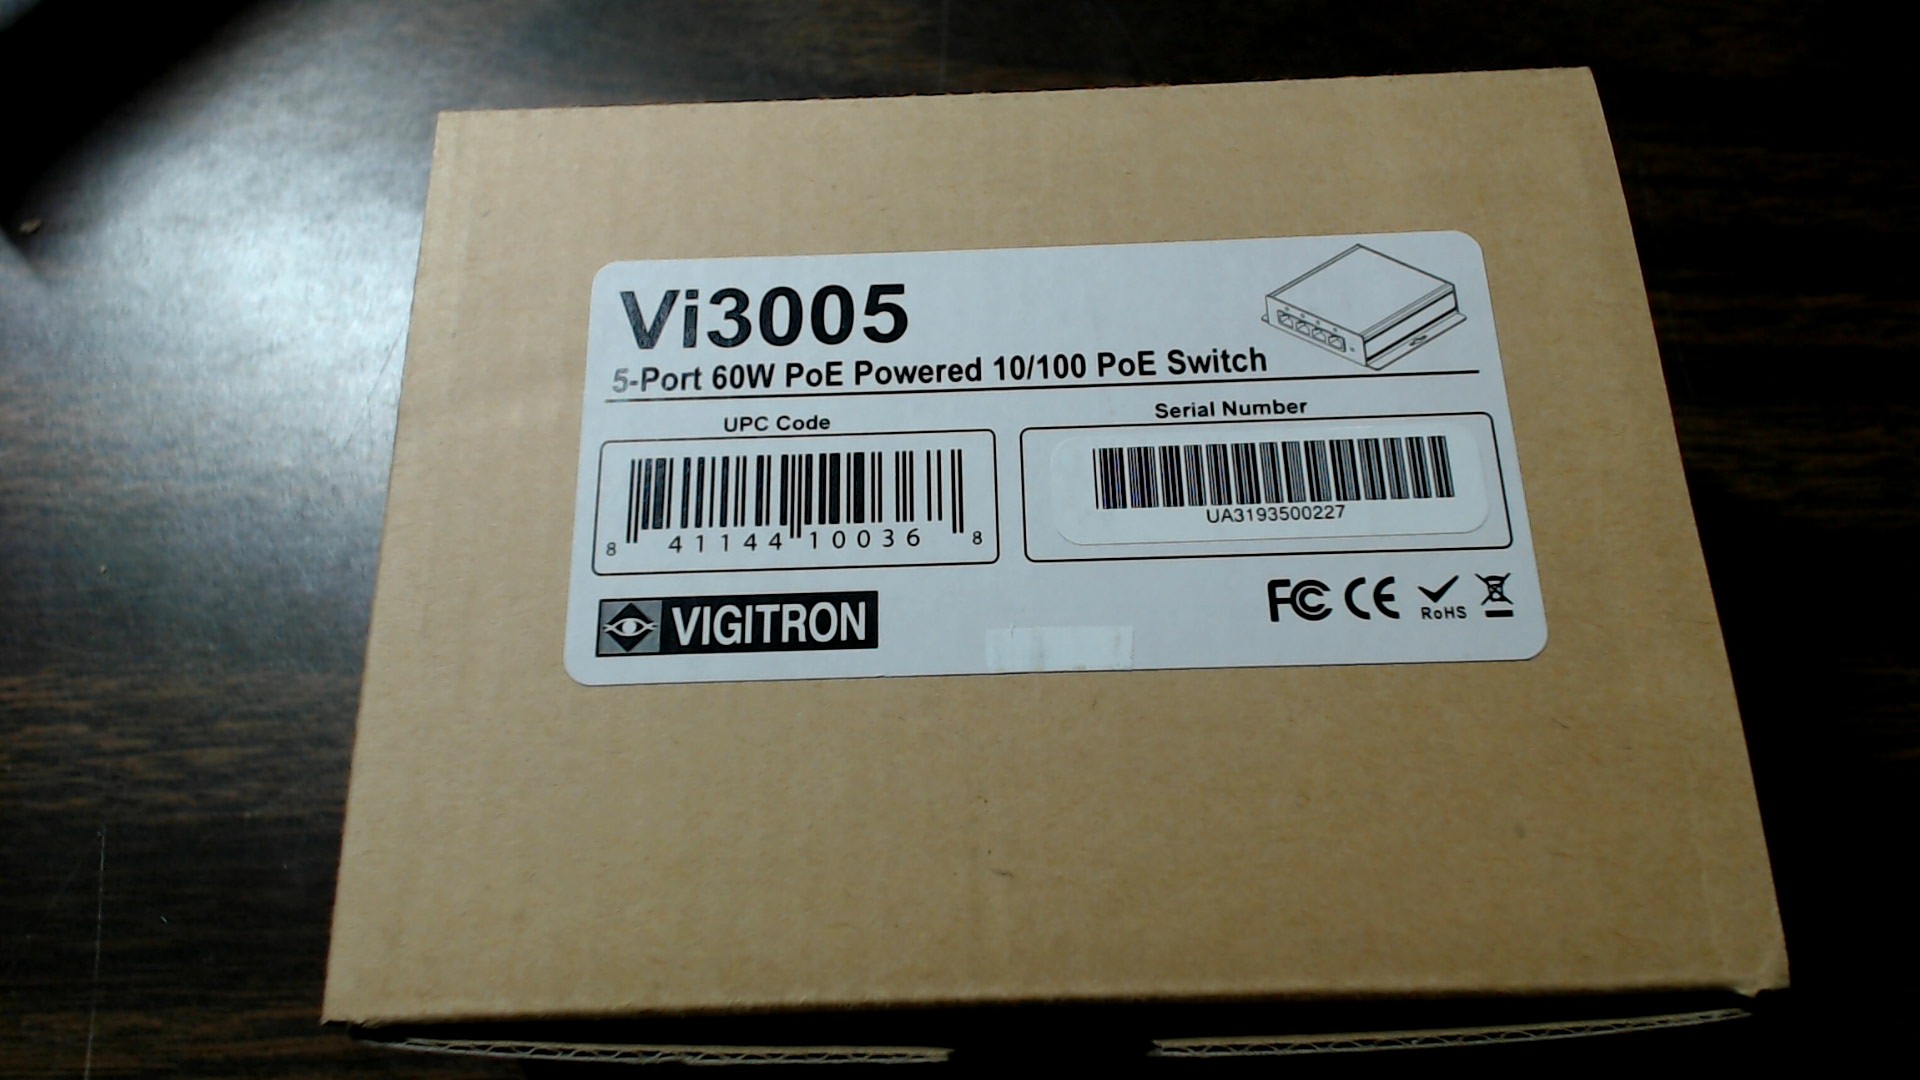 Vi3005
5-Port 60W PoE Powered 10/100 PoE Switch
UPC Code
8 41144 10036 8
Serial Number
UA3193500227
VIGITRON
FC CE RoHS